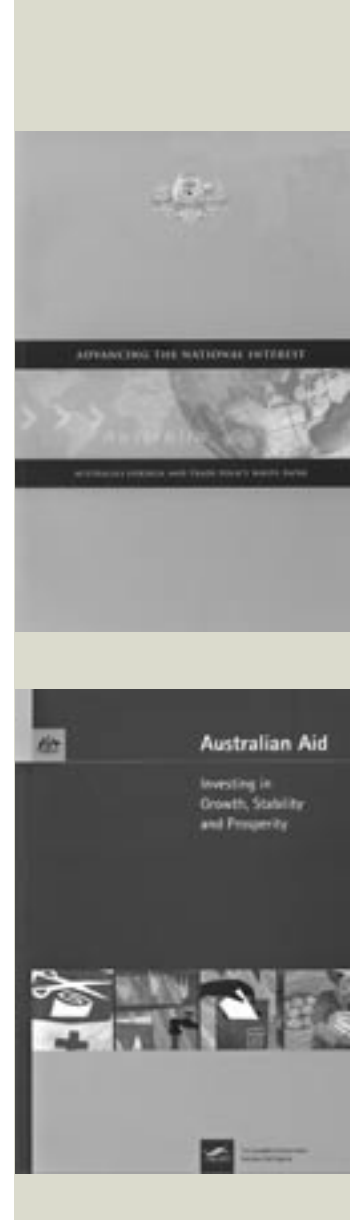 ADVANCING THE NATIONAL INTEREST
Australia
AUSTRALIA'S FOREIGN AND TRADE POLICY WHITE PAPER
Australian Aid
Investing in
Growth, Stability
and Prosperity